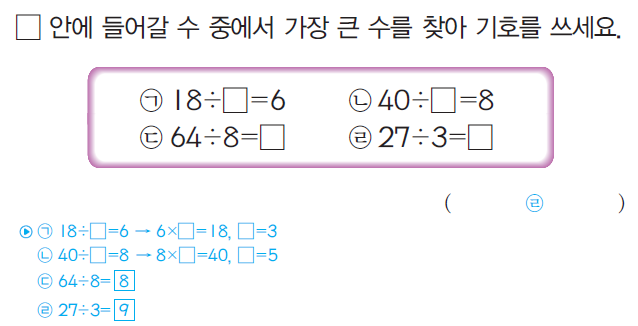 □ 안에 들어갈 수 중에서 가장 큰 수를 찾아 기호를 쓰세요.
㉠ 18÷□=6 ㉡ 40÷□=8
㉢ 64÷8=□ ㉣ 27÷3=□
( ㉣ )
▶ ㉠ 18÷□=6 → 6×□=18, □=3
㉡ 40÷□=8 → 8×□=40, □=5
㉢ 64÷8=8
㉣ 27÷3=9